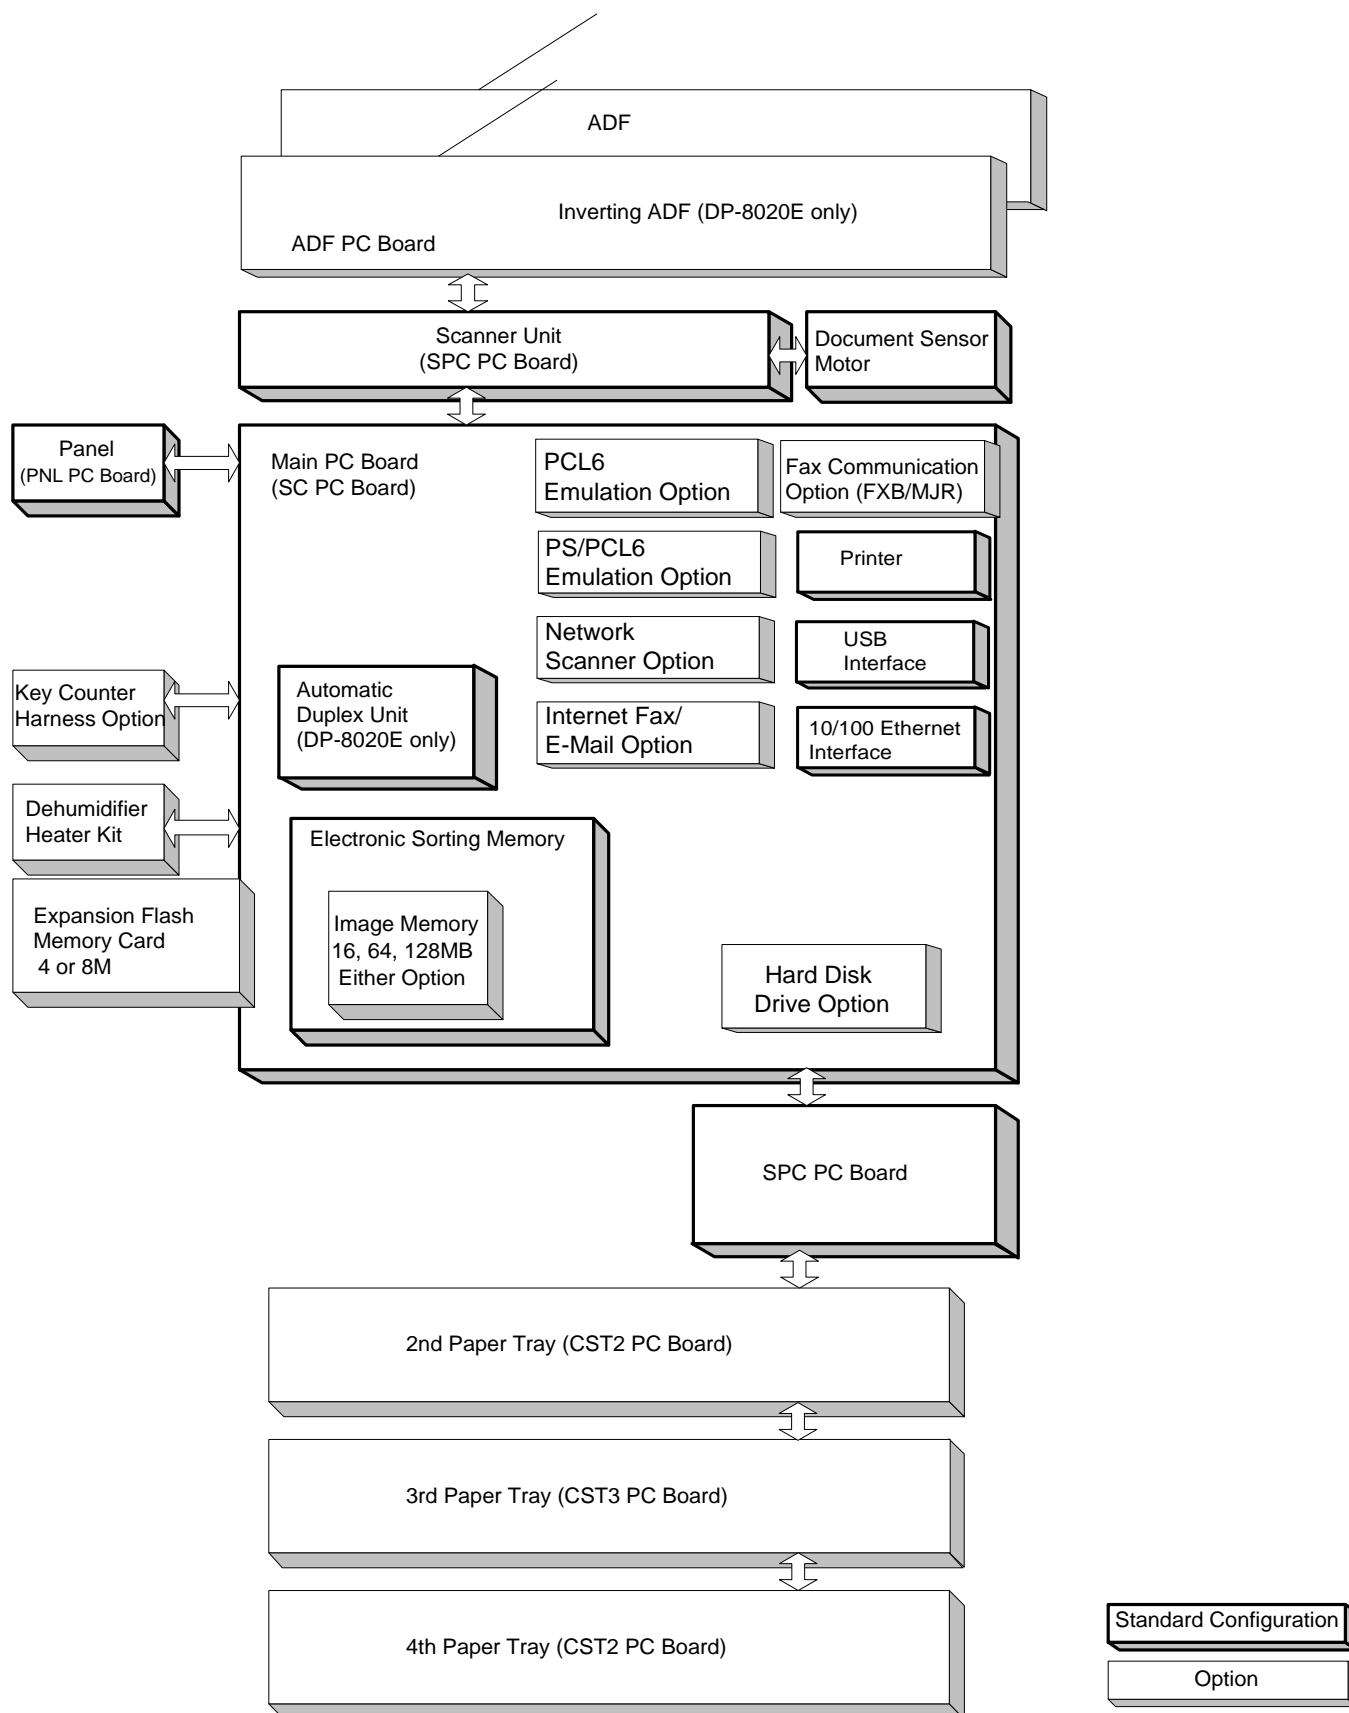 ADF
Inverting ADF (DP-8020E only)
ADF PC Board
Scanner Unit
(SPC PC Board)
Document Sensor
Motor
Panel
(PNL PC Board)
Main PC Board
(SC PC Board)
PCL6
Emulation Option
Fax Communication
Option (FXB/MJR)
PS/PCL6
Emulation Option
Printer
Network
Scanner Option
USB
Interface
Key Counter
Harness Option
Automatic
Duplex Unit
(DP-8020E only)
Internet Fax/
E-Mail Option
10/100 Ethernet
Interface
Dehumidifier
Heater Kit
Electronic Sorting Memory
Expansion Flash
Memory Card
4 or 8M
Image Memory
16, 64, 128MB
Either Option
Hard Disk
Drive Option
SPC PC Board
2nd Paper Tray (CST2 PC Board)
3rd Paper Tray (CST3 PC Board)
4th Paper Tray (CST2 PC Board)
Standard Configuration
Option